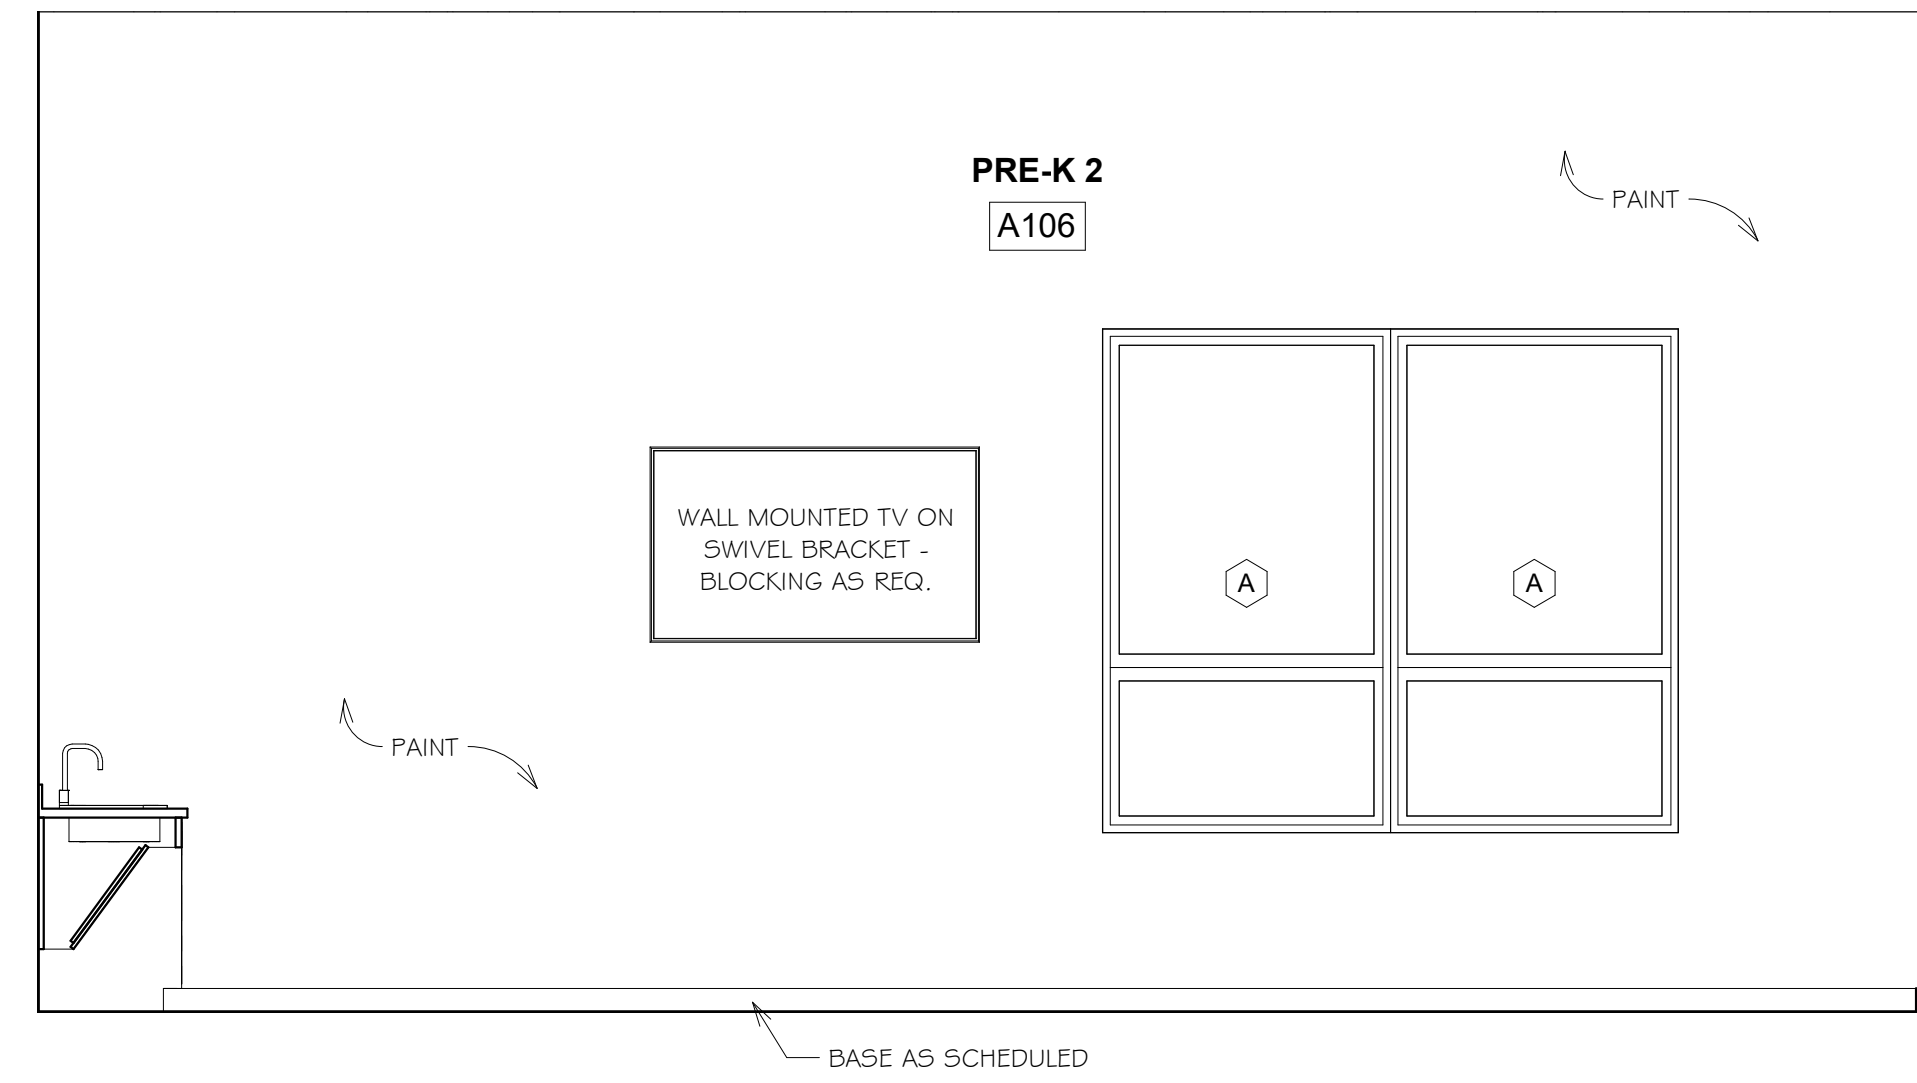 PRE-K 2
A106
PAINT
WALL MOUNTED TV ON
SWIVEL BRACKET -
BLOCKING AS REQ.
A
A
PAINT
BASE AS SCHEDULED